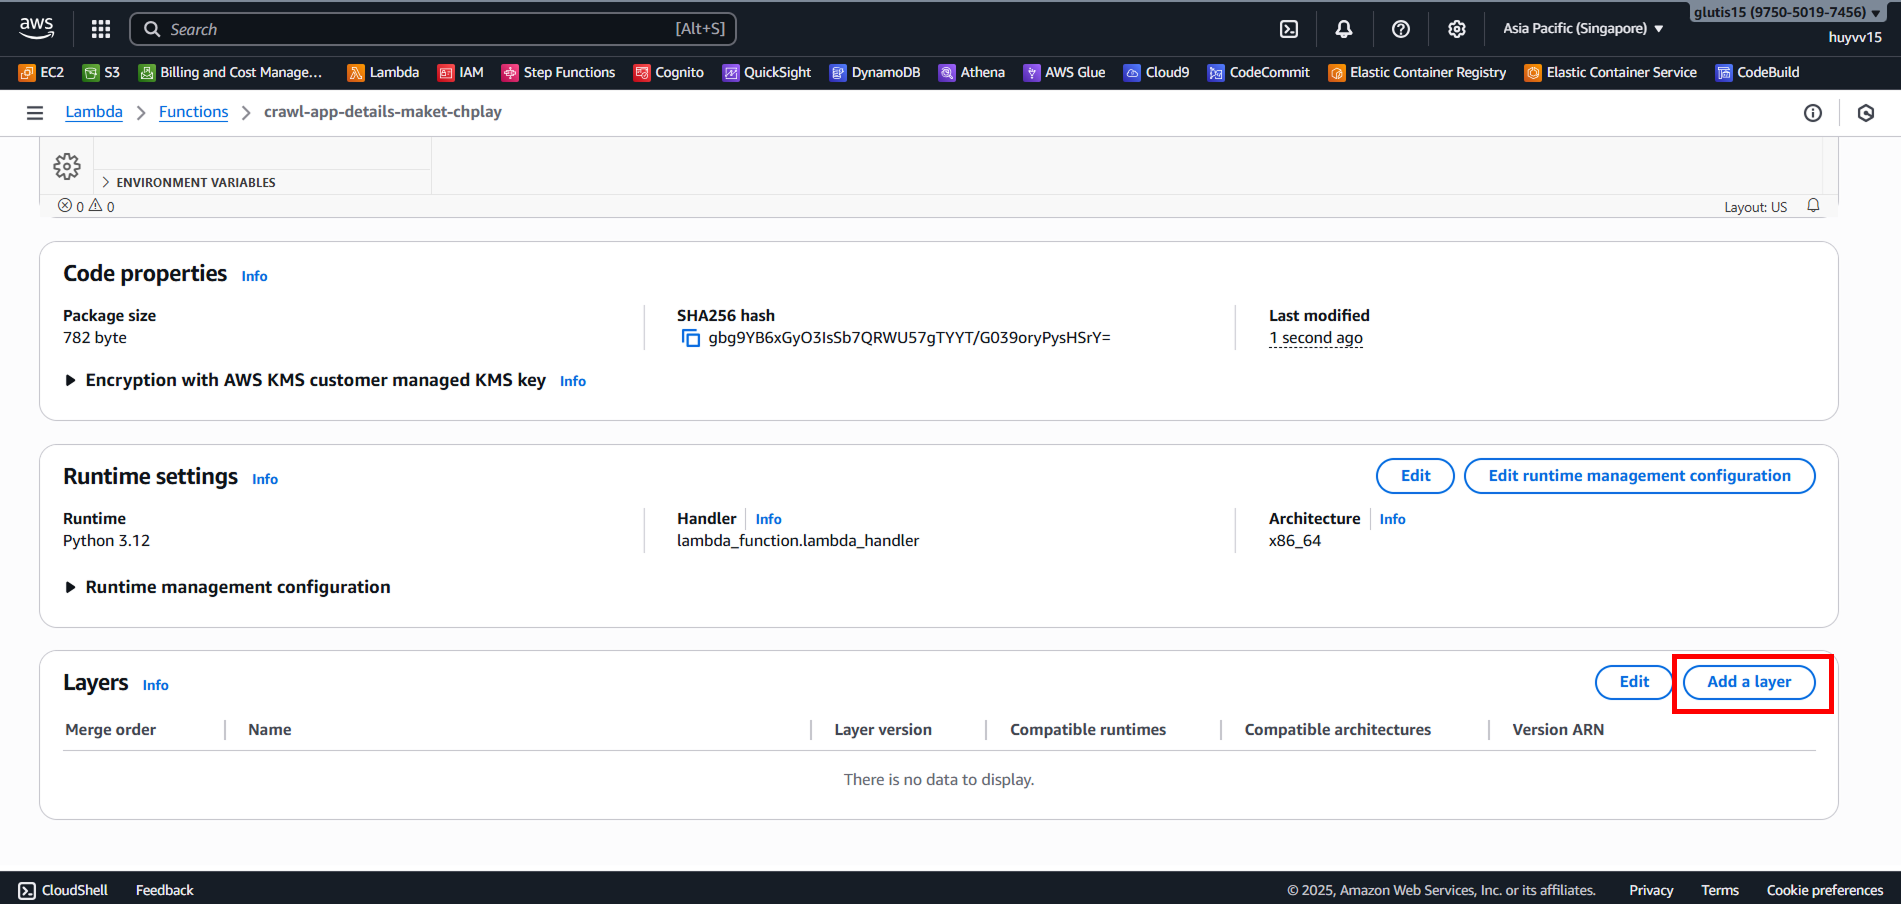 aws
Search [Alt+S]
Asia Pacific (Singapore) ▼
glutis15 (9750-5019-7456) ▼
huyvv15
EC2 S3 Billing and Cost Manage... Lambda IAM Step Functions Cognito QuickSight DynamoDB Athena AWS Glue Cloud9 CodeCommit Elastic Container Registry Elastic Container Service CodeBuild
Lambda > Functions > crawl-app-details-maket-chplay
> ENVIRONMENT VARIABLES
0 0 Layout: US
Code properties Info
Package size
782 byte
SHA256 hash
gbg9YB6xGyO3IsSb7QRWU57gTYYT/G039oryPysHSrY=
Last modified
1 second ago
Encryption with AWS KMS customer managed KMS key Info
Runtime settings Info
Edit Edit runtime management configuration
Runtime
Python 3.12
Handler Info
lambda_function.lambda_handler
Architecture Info
x86_64
Runtime management configuration
Layers Info
Edit Add a layer
Merge order Name Layer version Compatible runtimes Compatible architectures Version ARN
There is no data to display.
CloudShell Feedback © 2025, Amazon Web Services, Inc. or its affiliates. Privacy Terms Cookie preferences